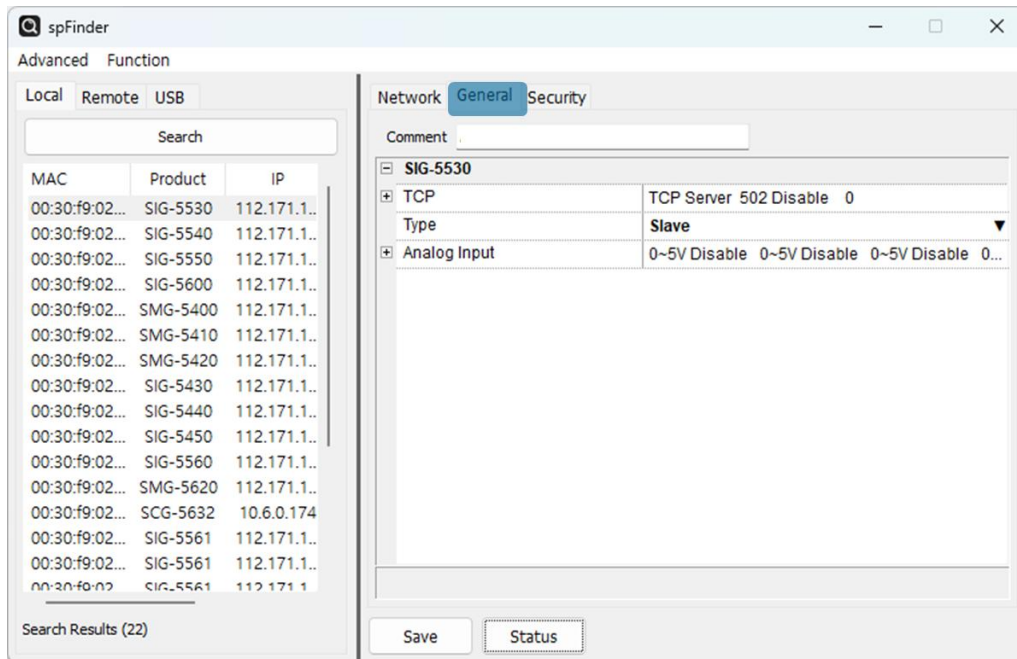 spFinder
Advanced Function
Local Remote USB
Search
MAC Product IP
00:30:f9:02... SIG-5530 112.171.1..
00:30:f9:02... SIG-5540 112.171.1..
00:30:f9:02... SIG-5550 112.171.1..
00:30:f9:02... SIG-5600 112.171.1..
00:30:f9:02... SMG-5400 112.171.1..
00:30:f9:02... SMG-5410 112.171.1..
00:30:f9:02... SMG-5420 112.171.1..
00:30:f9:02... SIG-5430 112.171.1..
00:30:f9:02... SIG-5440 112.171.1..
00:30:f9:02... SIG-5450 112.171.1..
00:30:f9:02... SIG-5560 112.171.1..
00:30:f9:02... SMG-5620 112.171.1..
00:30:f9:02... SCG-5632 10.6.0.174
00:30:f9:02... SIG-5561 112.171.1..
00:30:f9:02... SIG-5561 112.171.1..
00:30:f9:02 SIG-5561 112.171.1
Search Results (22)
Network General Security
Comment
SIG-5530
TCP TCP Server 502 Disable 0
Type Slave
Analog Input 0~5V Disable 0~5V Disable 0~5V Disable 0...
Save Status